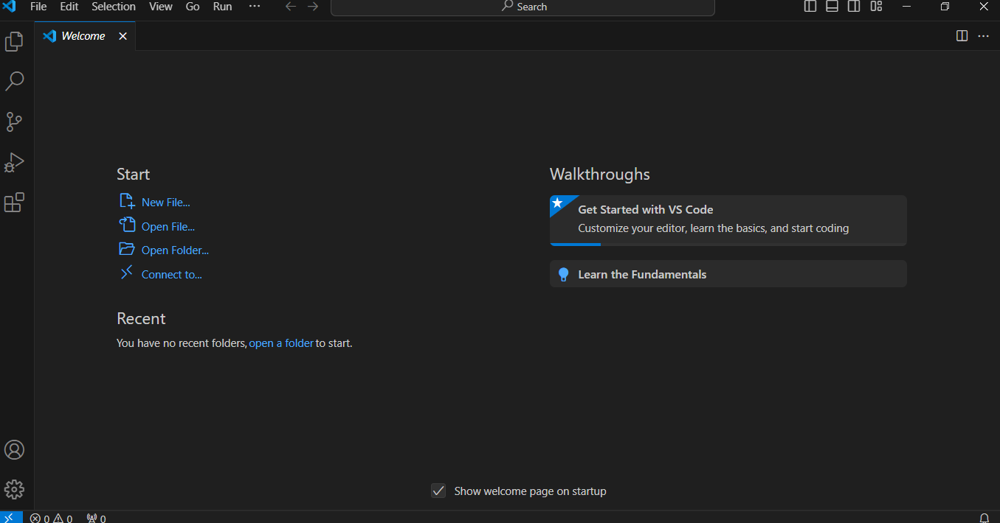 File Edit Selection View Go Run ··· Search
Welcome
Start
New File...
Open File...
Open Folder...
Connect to...
Recent
You have no recent folders, open a folder to start.
Walkthroughs
Get Started with VS Code
Customize your editor, learn the basics, and start coding
Learn the Fundamentals
Show welcome page on startup
0 0 0